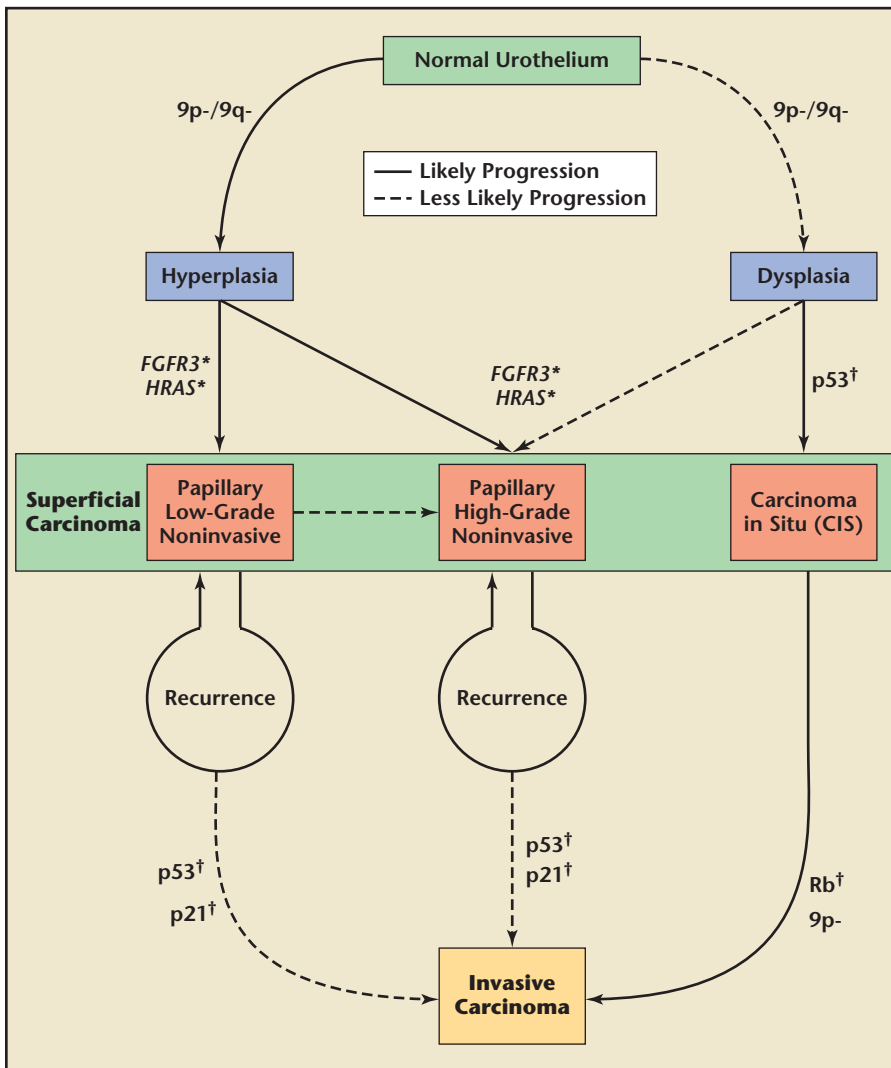 Normal Urothelium
9p-/9q-
9p-/9q-
Likely Progression
Less Likely Progression
Hyperplasia
Dysplasia
FGFR3*
HRAS*
FGFR3*
HRAS*
p53†
Superficial
Carcinoma
Papillary
Low-Grade
Noninvasive
Papillary
High-Grade
Noninvasive
Carcinoma
in Situ (CIS)
Recurrence
Recurrence
p53†
p21†
p53†
p21†
Rb†
9p-
Invasive
Carcinoma